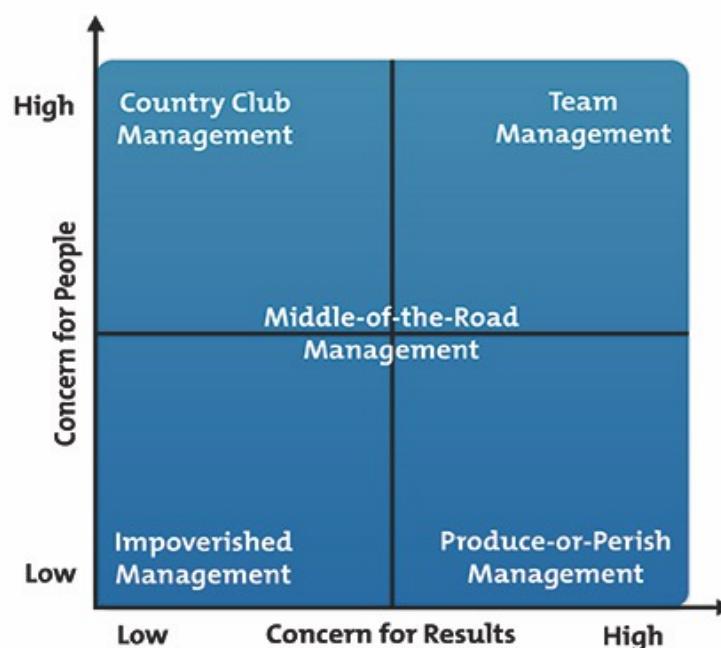 High
Country Club
Management
Team
Management
Concern for People
Middle-of-the-Road
Management
Impoverished
Management
Produce-or-Perish
Management
Low
Low
Concern for Results
High